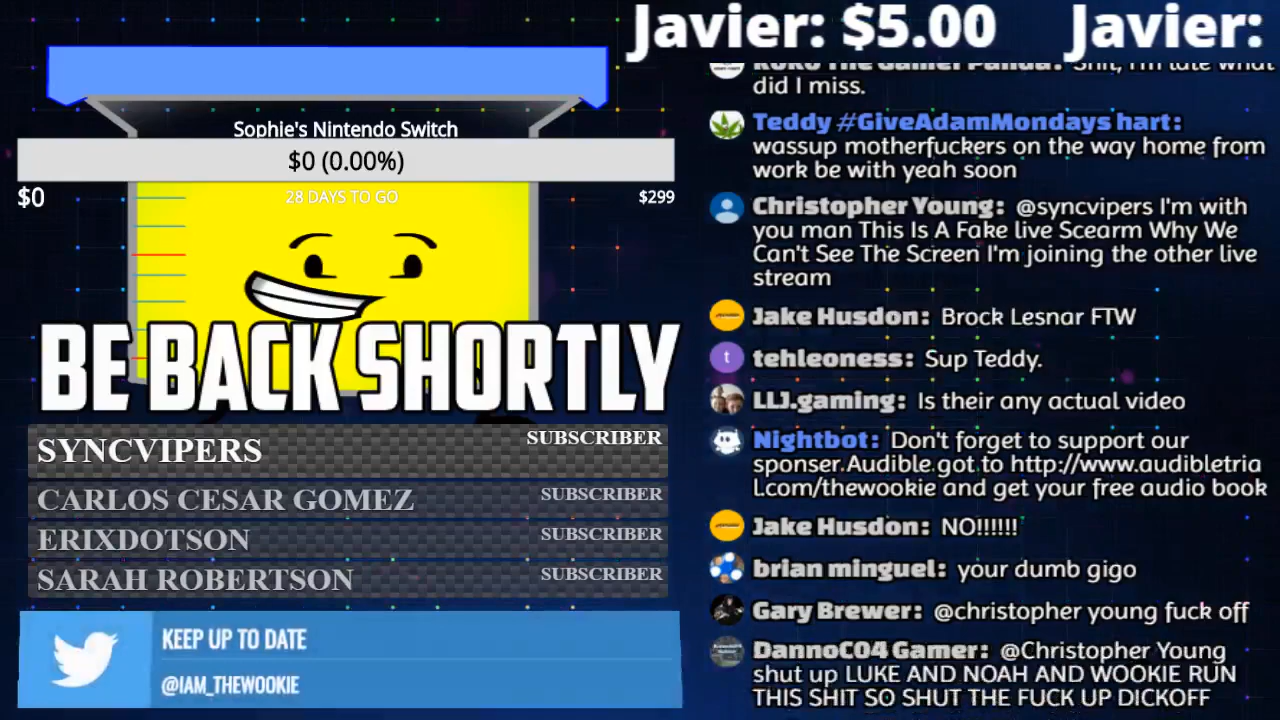 Javier: $5.00 Javier:
Sophie's Nintendo Switch
$0 (0.00%)
$0
28 DAYS TO GO
$299
BE BACK SHORTLY
SYNCVIPERS
SUBSCRIBER
CARLOS CESAR GOMEZ
SUBSCRIBER
ERIXDOTSON
SUBSCRIBER
SARAH ROBERTSON
SUBSCRIBER
KEEP UP TO DATE
@IAM_THEWOOKIE
Koko The Gamer Panda: Shit, I'm late what
did I miss.
Teddy #GiveAdamMondays hart:
wassup motherfuckers on the way home from
work be with yeah soon
Christopher Young: @syncvipers I'm with
you man This Is A Fake live Scearm Why We
Can't See The Screen I'm joining the other live
stream
Jake Husdon: Brock Lesnar FTW
t
tehleoness: Sup Teddy.
LLJ.gaming: Is their any actual video
Nightbot: Don't forget to support our
sponser.Audible.got to http://www.audibletria
l.com/thewookie and get your free audio book
Jake Husdon: NO!!!!!!
brian minguel: your dumb gigo
Gary Brewer: @christopher young fuck off
DannoC04 Gamer: @Christopher Young
shut up LUKE AND NOAH AND WOOKIE RUN
THIS SHIT SO SHUT THE FUCK UP DICKOFF